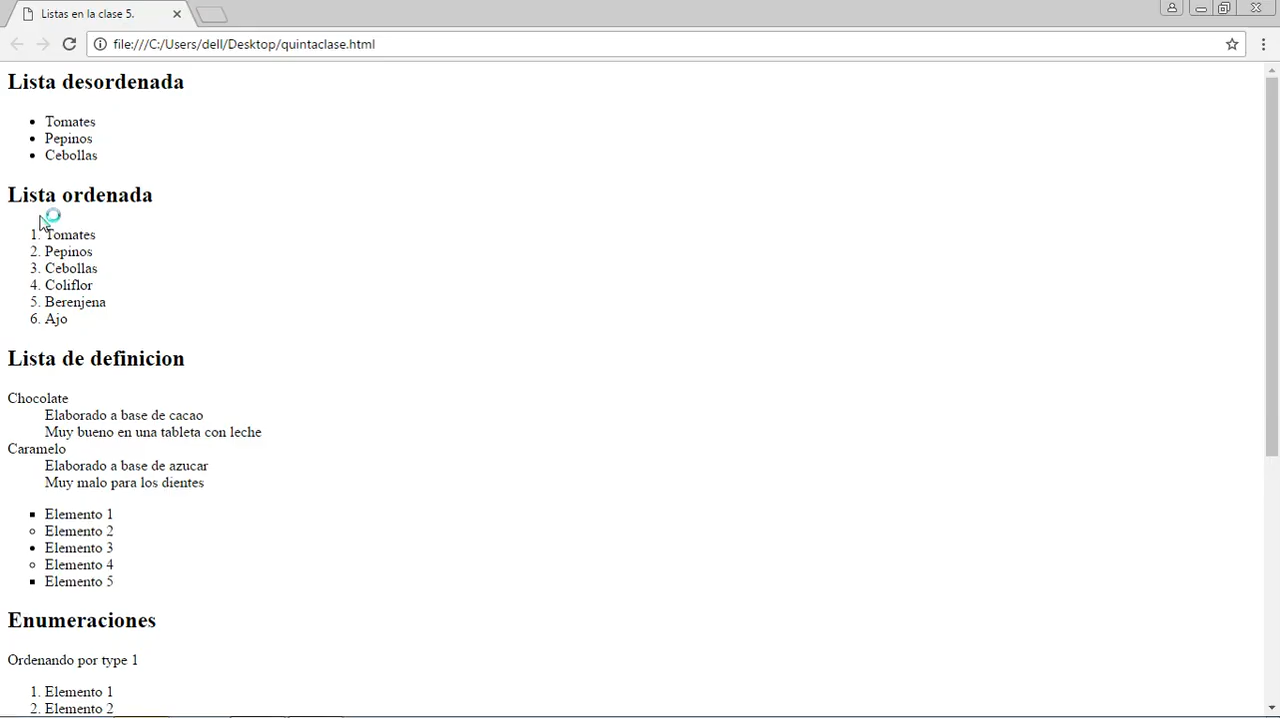 Listas en la clase 5.
file:///C:/Users/dell/Desktop/quintaclase.html
Lista desordenada
• Tomates
• Pepinos
• Cebollas
Lista ordenada
1. Tomates
2. Pepinos
3. Cebollas
4. Coliflor
5. Berenjena
6. Ajo
Lista de definicion
Chocolate
Elaborado a base de cacao
Muy bueno en una tableta con leche
Caramelo
Elaborado a base de azucar
Muy malo para los dientes
▪ Elemento 1
◦ Elemento 2
• Elemento 3
◦ Elemento 4
▪ Elemento 5
Enumeraciones
Ordenando por type 1
1. Elemento 1
2. Elemento 2